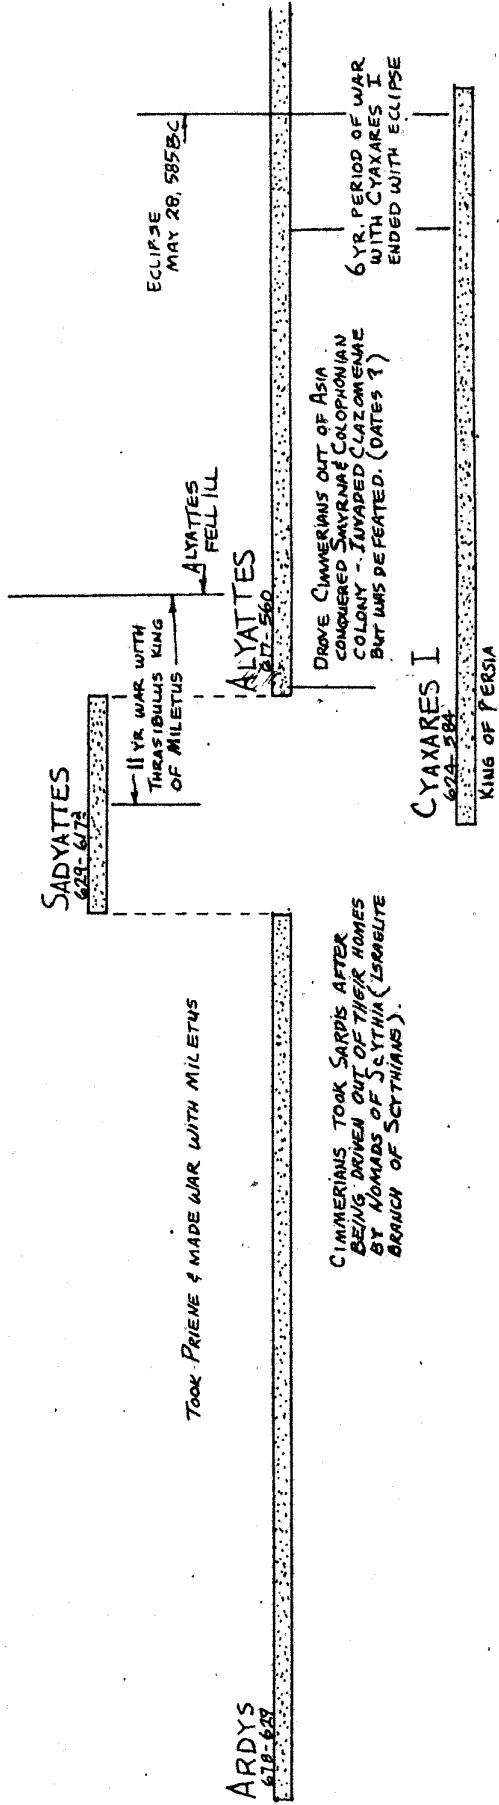 ARDYS
678-629
TOOK PRIENE & MADE WAR WITH MILETUS
CIMMERIANS TOOK SARDIS AFTER
BEING DRIVEN OUT OF THEIR HOMES
BY NOMADS OF SCYTHIA (ISRAELITE
BRANCH OF SCYTHIANS).
SADYATTES
629-617
11 YR WAR WITH
THRASIBULUS KING
OF MILETUS
ALYATTES
617-560
ALYATTES
FELL ILL
DROVE CIMMERIANS OUT OF ASIA
CONQUERED SMYRNA & COLOPHONIAN
COLONY - INVADED CLAZOMENAE
BUT WAS DEFEATED. (DATES ?)
CYAXARES I
624-584
KING OF PERSIA
ECLIPSE
MAY 28, 585BC
6 YR. PERIOD OF WAR
WITH CYAXARES I
ENDED WITH ECLIPSE